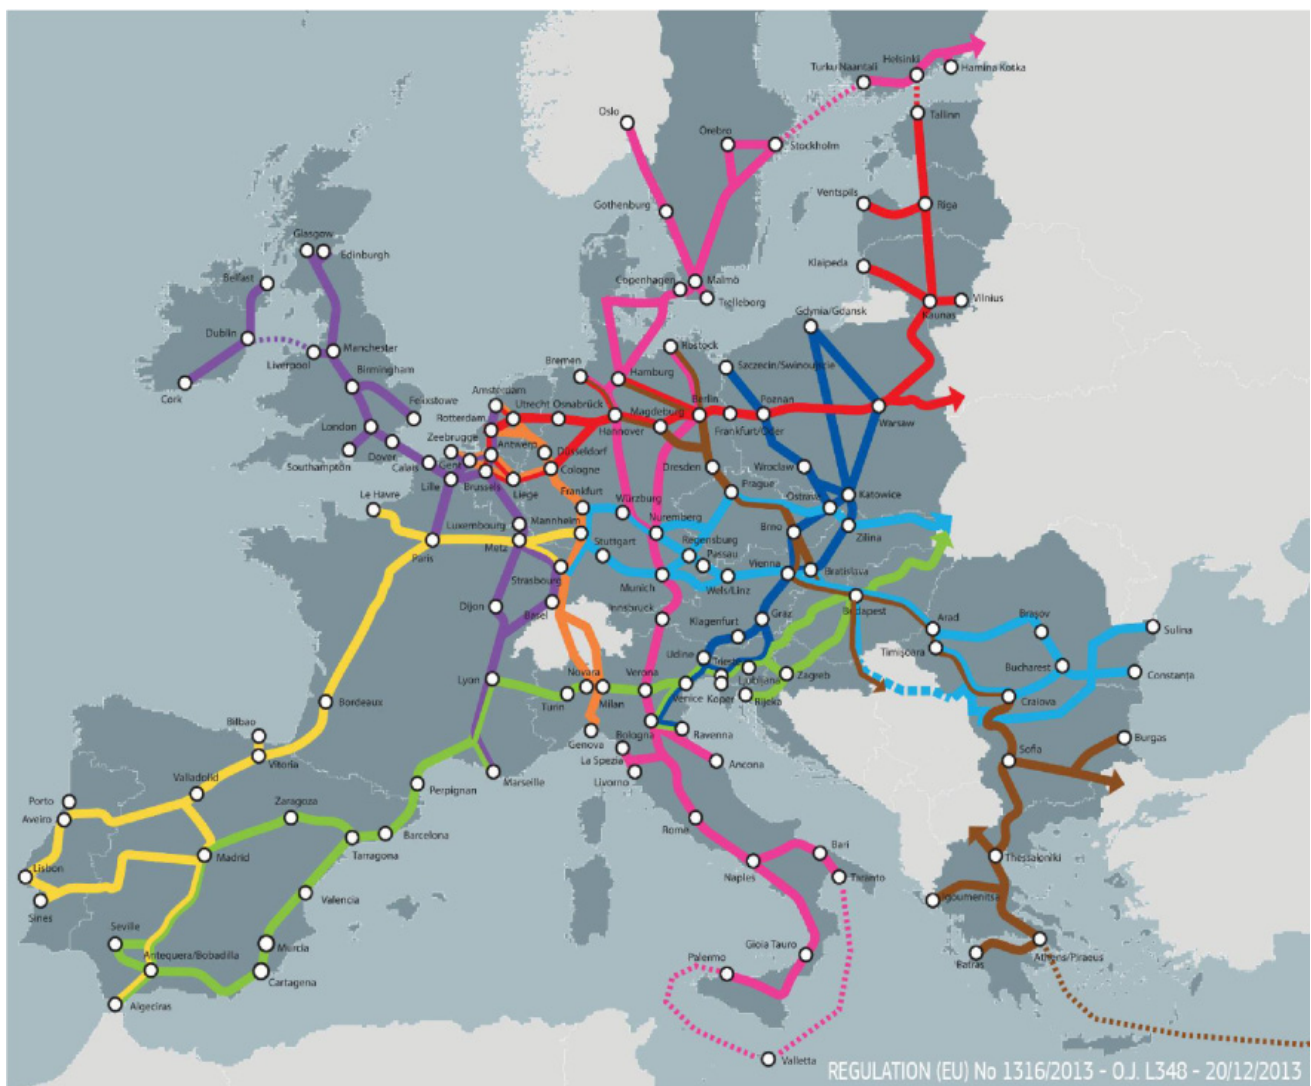 Helsinki
Turku Naantali
Hamina Kotka
Oslo
Tallinn
Örebro
Stockholm
Ventspils
Riga
Gothenburg
Glasgow
Edinburgh
Klaipeda
Belfast
Copenhagen
Malmö
Trelleborg
Vilnius
Kaunas
Gdynia/Gdansk
Dublin
Manchester
Liverpool
Rostock
Bremen
Szczecin/Swinoujscie
Birmingham
Hamburg
Cork
Felixstowe
Amsterdam
Utrecht
Osnabrück
Magdeburg
Berlin
Poznan
Warsaw
Rotterdam
London
Hannover
Frankfurt/Oder
Zeebrugge
Antwerp
Düsseldorf
Southampton
Dover
Calais
Gent
Cologne
Dresden
Wroclaw
Lille
Brussels
Liège
Prague
Katowice
Le Havre
Frankfurt
Würzburg
Ostrava
Luxembourg
Mannheim
Nuremberg
Brno
Zilina
Paris
Metz
Stuttgart
Regensburg
Passau
Strasbourg
Munich
Wels/Linz
Vienna
Bratislava
Dijon
Basel
Innsbruck
Budapest
Klagenfurt
Graz
Arad
Braşov
Sulina
Udine
Trieste
Timişoara
Lyon
Novara
Verona
Ljubljana
Zagreb
Bucharest
Constanţa
Turin
Milan
Venice
Koper
Rijeka
Craiova
Bordeaux
Bilbao
Genova
Bologna
Ravenna
Sofia
Burgas
Vitoria
La Spezia
Ancona
Marseille
Livorno
Valladolid
Perpignan
Porto
Zaragoza
Aveiro
Rome
Barcelona
Madrid
Tarragona
Bari
Thessaloniki
Lisbon
Naples
Taranto
Valencia
Sines
Igoumenitsa
Seville
Murcia
Gioia Tauro
Antequera/Bobadilla
Palermo
Athens/Piraeus
Patras
Cartagena
Algeciras
Valletta
REGULATION (EU) No 1316/2013 - O.J. L348 - 20/12/2013